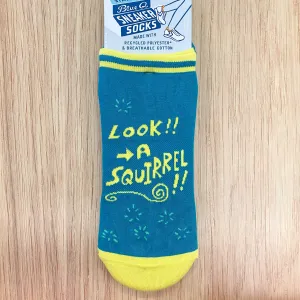 Blue Q
SNEAKER
SOCKS
MADE WITH
RECYCLED POLYESTER*
& BREATHABLE COTTON
LOOK!!
→A
SQUIRREL
!!